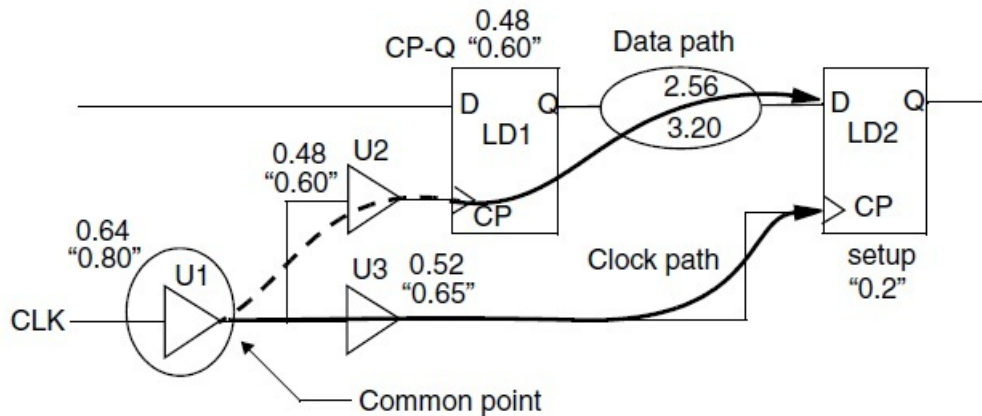 0.48
CP-Q “0.60”
Data path
D Q
LD1
CP
2.56
3.20
D Q
LD2
CP
setup
“0.2”
0.48
“0.60”
U2
0.64
“0.80”
U1
U3
0.52
“0.65”
Clock path
CLK
Common point